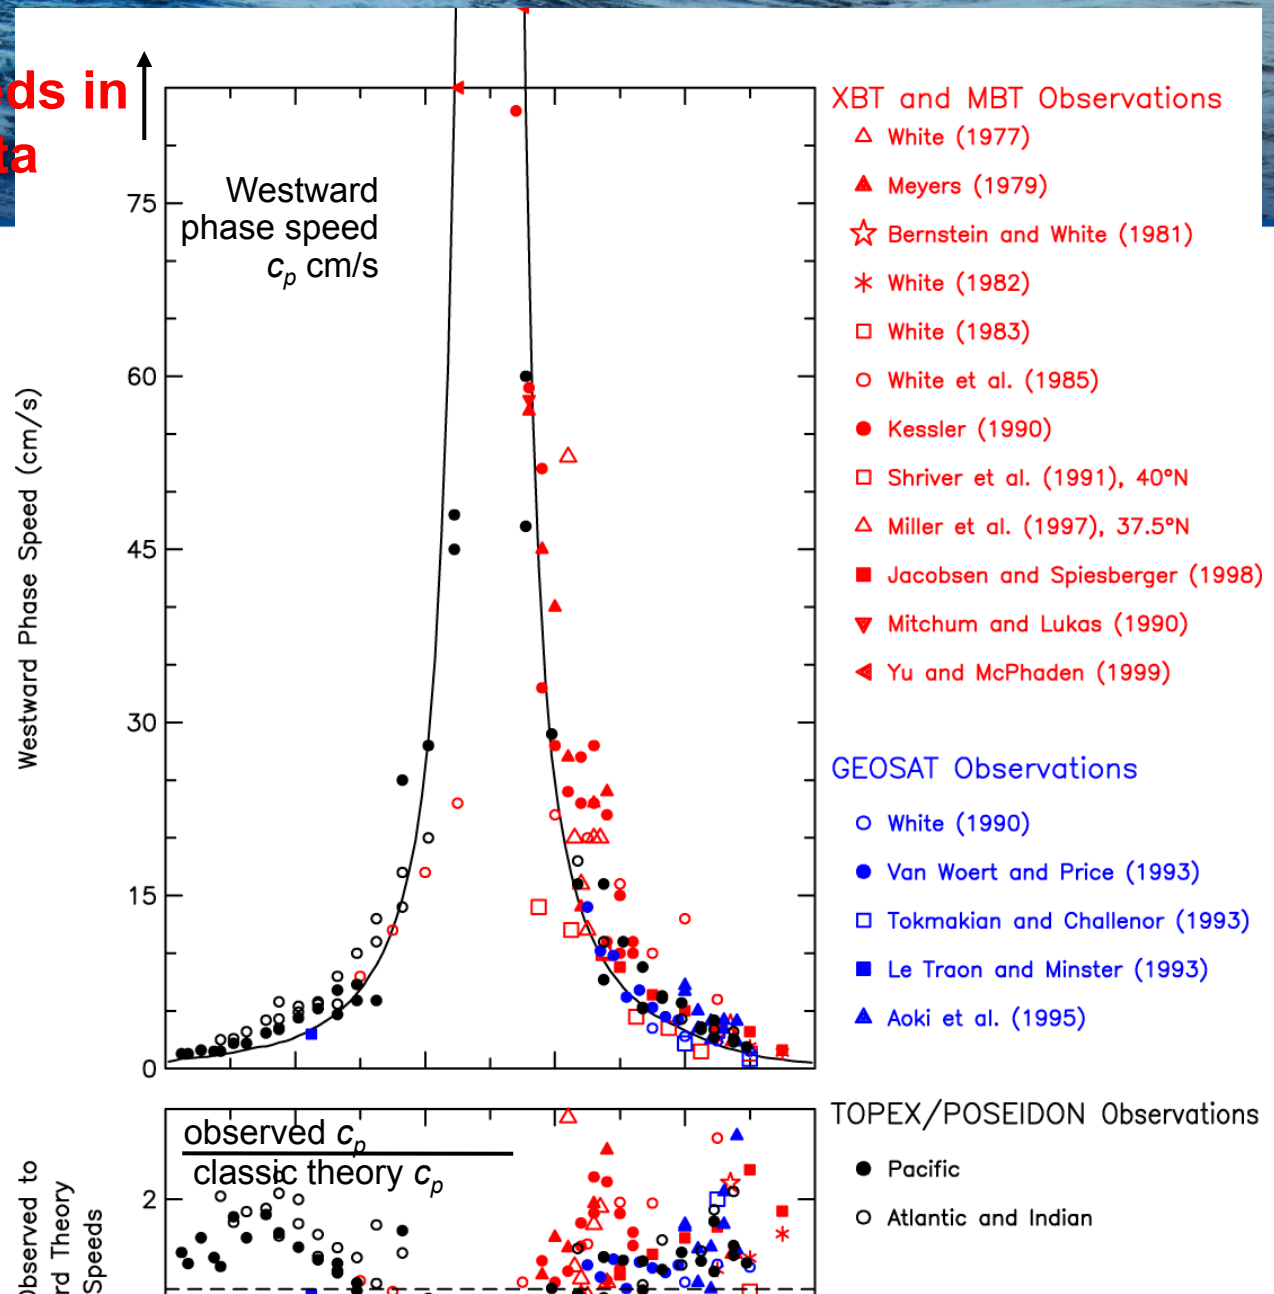 ds in
ta
Westward
phase speed
cp cm/s
Westward Phase Speed (cm/s)
75
60
45
30
15
0
XBT and MBT Observations
White (1977)
Meyers (1979)
Bernstein and White (1981)
White (1982)
White (1983)
White et al. (1985)
Kessler (1990)
Shriver et al. (1991), 40°N
Miller et al. (1997), 37.5°N
Jacobsen and Spiesberger (1998)
Mitchum and Lukas (1990)
Yu and McPhaden (1999)
GEOSAT Observations
White (1990)
Van Woert and Price (1993)
Tokmakian and Challenor (1993)
Le Traon and Minster (1993)
Aoki et al. (1995)
TOPEX/POSEIDON Observations
Pacific
Atlantic and Indian
observed cp
classic theory cp
2
Observed to
rd Theory
Speeds